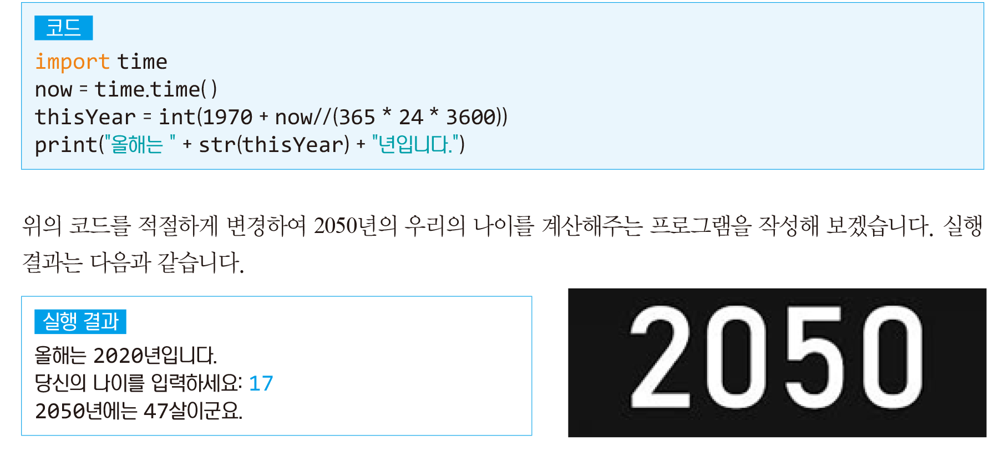 코드
import time
now = time.time()
thisYear = int(1970 + now//(365 * 24 * 3600))
print("올해는 " + str(thisYear) + "년입니다.")
위의 코드를 적절하게 변경하여 2050년의 우리의 나이를 계산해주는 프로그램을 작성해 보겠습니다. 실행
결과는 다음과 같습니다.
실행 결과
올해는 2020년입니다.
당신의 나이를 입력하세요: 17
2050년에는 47살이군요.
2050